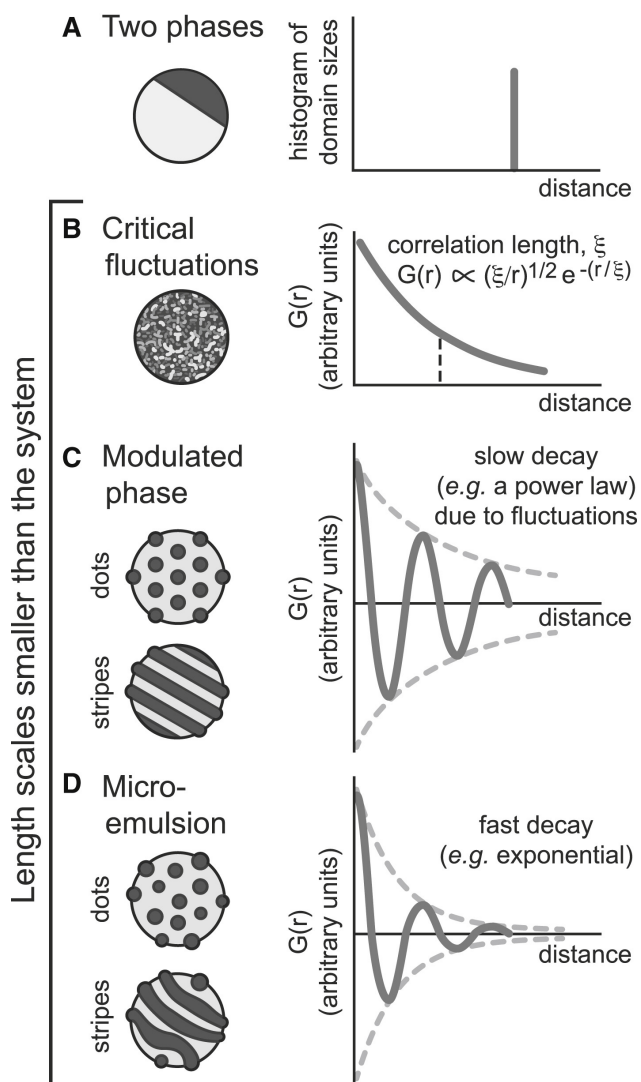 A Two phases
histogram of
domain sizes
distance
Length scales smaller than the system
B Critical
fluctuations
G(r)
(arbitrary units)
correlation length, ξ
G(r) ∝ (ξ/r)1/2 e-(r/ξ)
distance
C Modulated
phase
dots
stripes
G(r)
(arbitrary units)
slow decay
(e.g. a power law)
due to fluctuations
distance
D Micro-
emulsion
dots
stripes
G(r)
(arbitrary units)
fast decay
(e.g. exponential)
distance